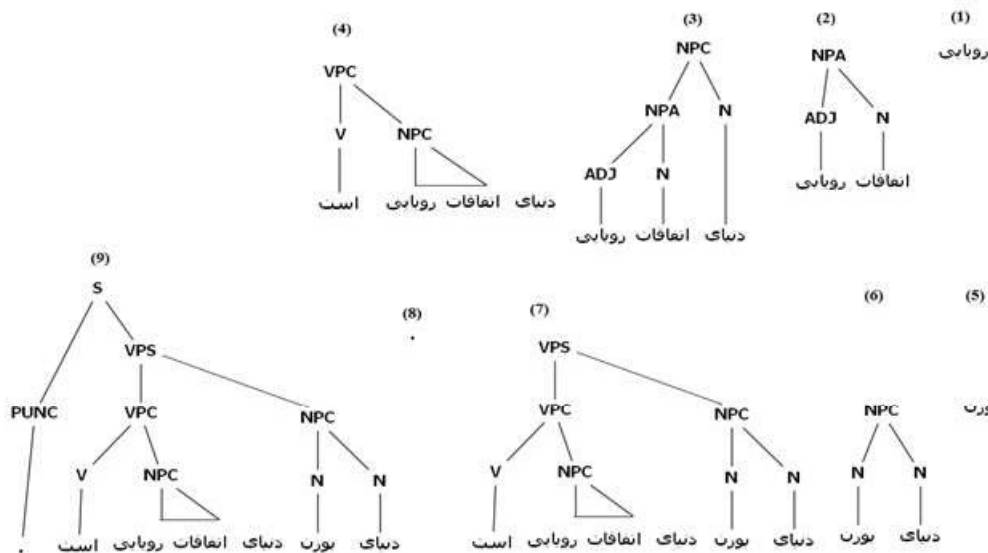 (1)
رویایی
(2)
NPA
ADJ N
اتفاقات رویایی
(3)
NPC
NPA N
ADJ N
دنیای اتفاقات رویایی
(4)
VPC
V NPC
دنیای اتفاقات رویایی است
(5)
(6)
NPC
N N
دنیای بورن
(7)
VPS
VPC NPC
V NPC N N
دنیای بورن دنیای اتفاقات رویایی است
(8)
.
(9)
S
VPS
PUNC VPC NPC
V NPC N N
دنیای بورن دنیای اتفاقات رویایی است .